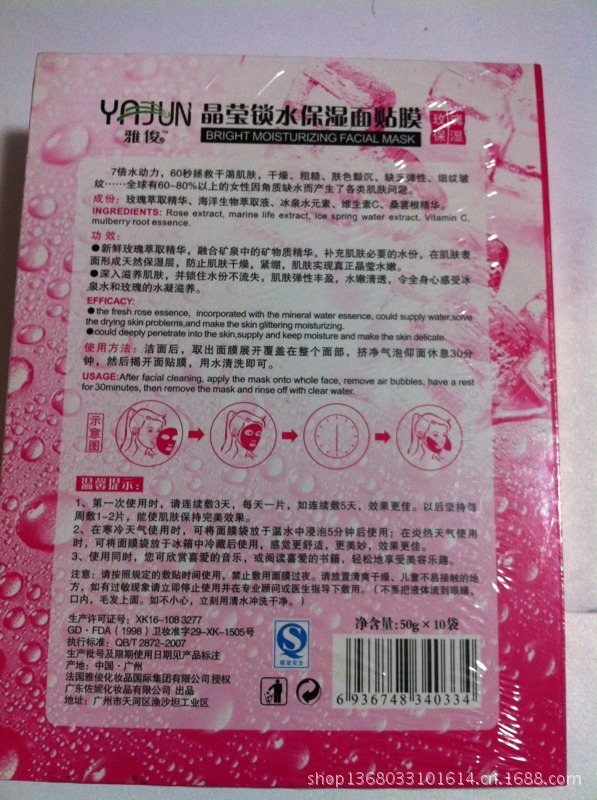 YAJUN
雅俊™
晶莹锁水保湿面贴膜
BRIGHT MOISTURIZING FACIAL MASK
玫瑰
保湿
7倍水动力，60秒拯救干渴肌肤，干燥、粗糙、肤色黯沉、缺乏弹性、细纹皱
纹……全球有60–80%以上的女性因角质缺水而产生了各类肌肤问题。
成份：玫瑰萃取精华、海洋生物萃取液、冰泉水元素、维生素C、桑葚根精华。
INGREDIENTS: Rose extract, marine life extract, ice spring water extract, Vitamin C,
mulberry root essence.
功效：
●新鲜玫瑰萃取精华，融合矿泉中的矿物质精华，补充肌肤必要的水份，在肌肤表
面形成天然保湿层，防止肌肤干燥，紧绷，肌肤实现真正晶莹水嫩。
●深入滋养肌肤，并锁住水份不流失，肌肤弹性丰盈，水嫩清透，令全身心感受冰
泉水和玫瑰的水凝滋养。
EFFICACY:
●the fresh rose essence, incorporated with the mineral water essence, could supply water,solve
the drying skin problems,and make the skin glittering moisturizing.
●could deeply penetrate into the skin,supply and keep moisture and make the skin delicate.
使用方法：洁面后，取出面膜展开覆盖在整个面部，挤净气泡仰面休息30分
钟，然后揭开面贴膜，用水清洗即可。
USAGE:After facial cleaning, apply the mask onto whole face, remove air bubbles, have a rest
for 30minutes, then remove the mask and rinse off with clear water.
示意图
温馨提示：
1、第一次使用时，请连续敷3天，每天一片，如连续敷5天，效果更佳。以后坚持每
周敷1–2片，能使肌肤保持完美效果。
2、在寒冷天气使用时，可将面膜袋放于温水中浸泡5分钟后使用；在炎热天气使用
时，可将面膜袋放于冰箱中冷藏后使用，感觉更舒适，更美妙，效果更佳。
3、使用同时，您可欣赏喜爱的音乐，或阅读喜爱的书籍，轻松地享受美容乐趣。
注意：请按照规定的敷贴时间使用，禁止敷用面膜过夜。请放置清爽干燥、儿童不易接触的地
方，如有过敏现象请立即停止使用并在专业顾问或医生指导下敷用。（不要把液体流到眼睛、
口内，毛发上面。如不小心，立刻用清水冲洗干净。）
生产许可证号：XK16-108 3277
GD·FDA（1998）卫妆准字29-XK-1505号
执行标准：QB/T2872-2007
生产批号及限期使用日期见产品标注
产地：中国·广州
法国雅俊化妆品国际集团有限公司授权
广东佐妮化妆品有限公司 出品
地址：广州市天河区渔沙坦工业区
质量安全
净含量：50g×10袋
6 936748 340334
shop1368033101614.cn.1688.com